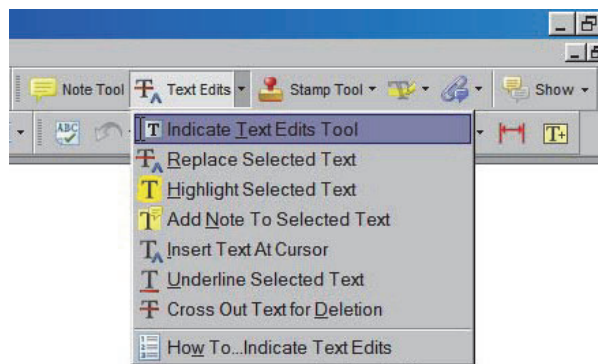 Note Tool Text Edits Stamp Tool Show
ABC T+
T Indicate Text Edits Tool
Replace Selected Text
Highlight Selected Text
Add Note To Selected Text
Insert Text At Cursor
Underline Selected Text
Cross Out Text for Deletion
How To...Indicate Text Edits